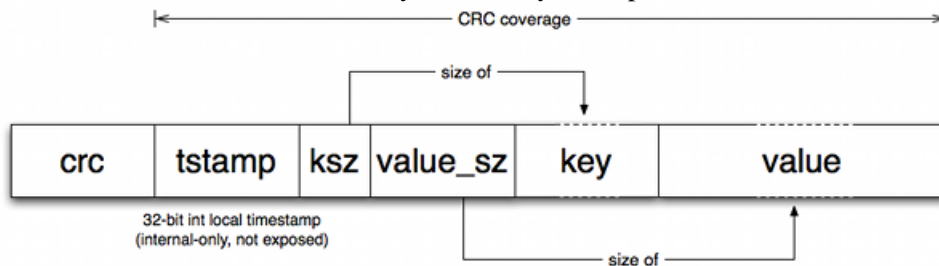 CRC coverage
size of
crc tstamp ksz value_sz key value
32-bit int local timestamp
(internal-only, not exposed)
size of